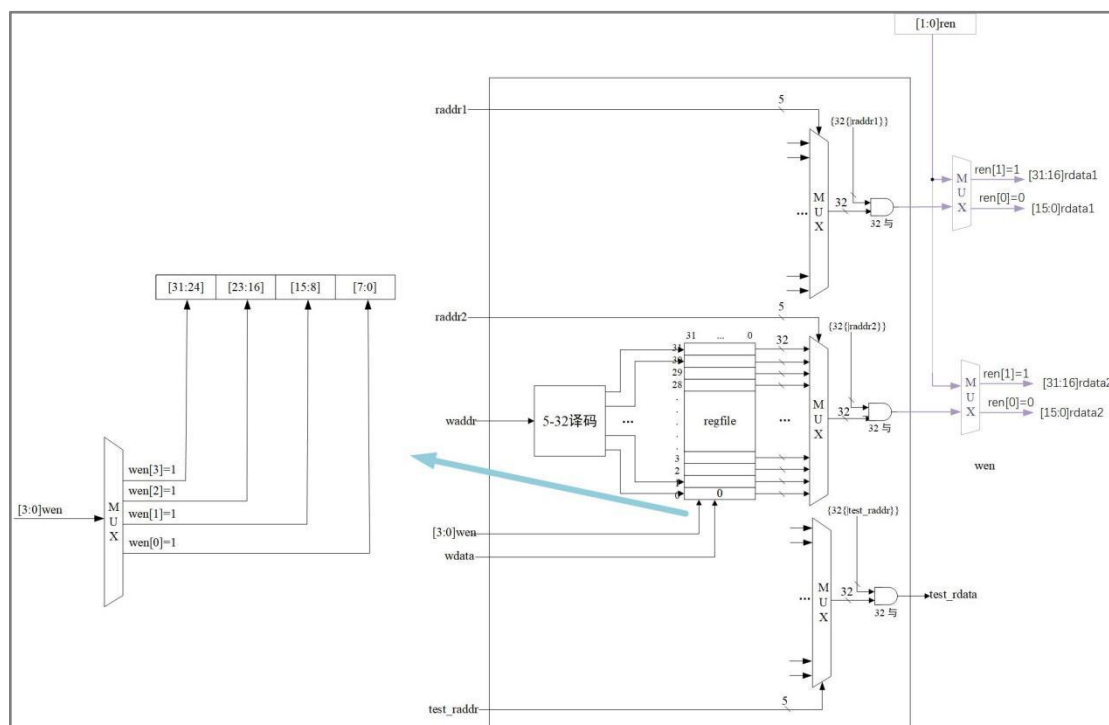 [1:0]ren
raddr1
5
{32{|raddr1}}
ren[1]=1
[31:16]rdata1
M
U
X
...
M
U
X
32
32 与
ren[0]=0
[15:0]rdata1
[31:24]
[23:16]
[15:8]
[7:0]
raddr2
5
{32{|raddr2}}
31 ... 0
31
30
29
28
.
.
.
.
.
3
2
1
0
32
regfile
0
waddr
5-32译码
...
...
M
U
X
32
32 与
ren[1]=1
[31:16]rdata2
M
U
X
ren[0]=0
[15:0]rdata2
wen
[3:0]wen
M
U
X
wen[3]=1
wen[2]=1
wen[1]=1
wen[0]=1
[3:0]wen
wdata
{32{|test_raddr}}
...
M
U
X
32
32 与
test_rdata
test_raddr
5